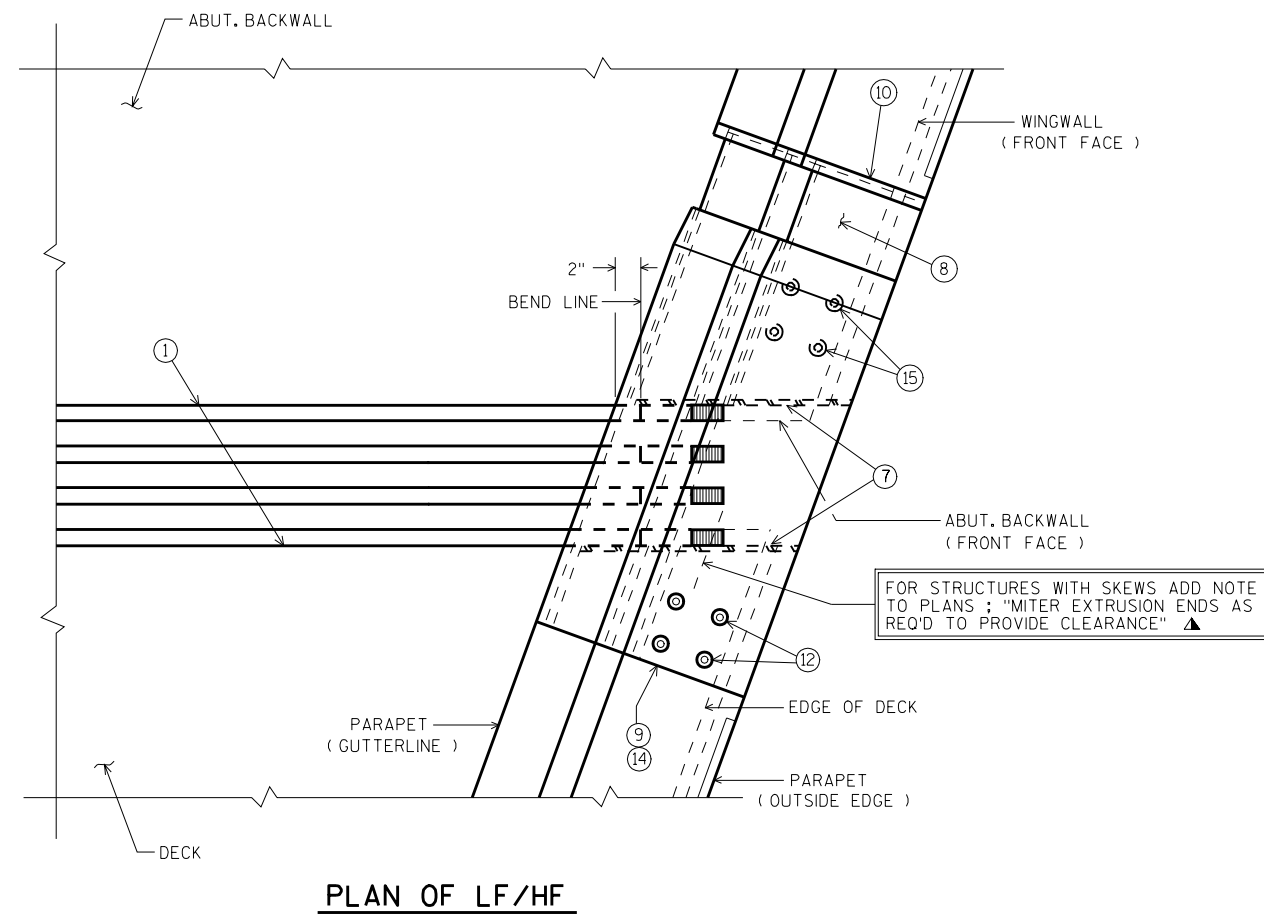 ABUT. BACKWALL
10
WINGWALL
( FRONT FACE )
8
2"
BEND LINE
1
15
7
ABUT. BACKWALL
( FRONT FACE )
FOR STRUCTURES WITH SKEWS ADD NOTE
TO PLANS ; "MITER EXTRUSION ENDS AS
REQ'D TO PROVIDE CLEARANCE"
12
EDGE OF DECK
PARAPET
( GUTTERLINE )
9
14
PARAPET
( OUTSIDE EDGE )
DECK
PLAN OF LF/HF